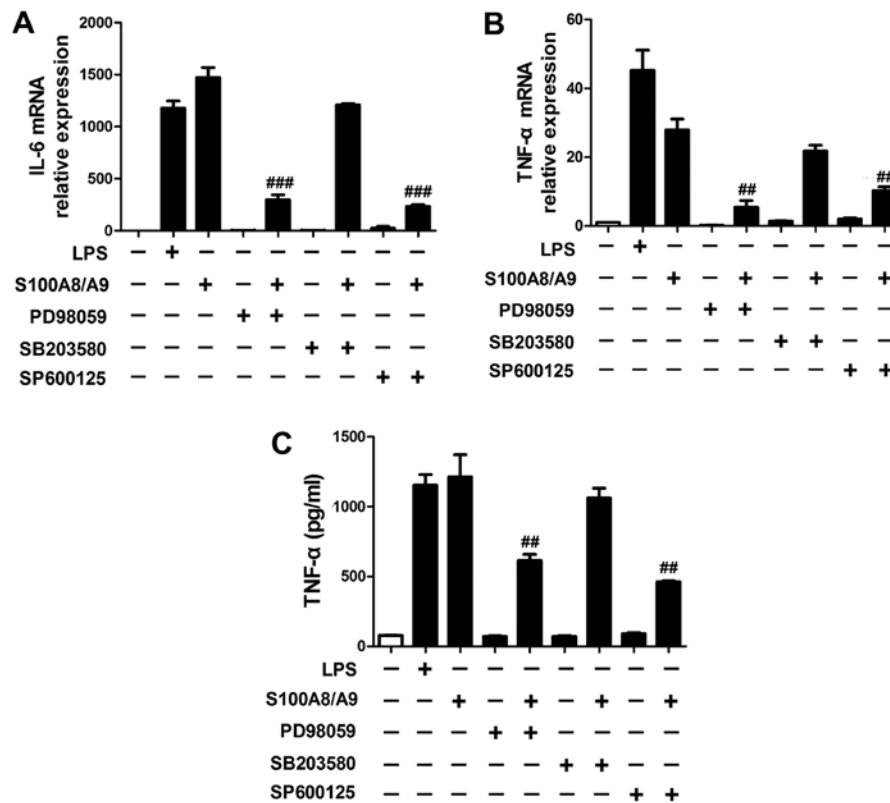 A
IL-6 mRNA
relative expression
2000
1500
1000
500
0
###
###
– + – – – – – – –
LPS
– – + – + – + – +
S100A8/A9
– – – + + – – – –
PD98059
– – – – – + + – –
SB203580
– – – – – – – + +
SP600125
B
TNF-α mRNA
relative expression
60
40
20
0
##
##
– + – – – – – – –
LPS
– – + – + – + – +
S100A8/A9
– – – + + – – – –
PD98059
– – – – – + + – –
SB203580
– – – – – – – + +
SP600125
C
TNF-α (pg/ml)
1500
1000
500
0
##
##
– + – – – – – – –
LPS
– – + – + – + – +
S100A8/A9
– – – + + – – – –
PD98059
– – – – – + + – –
SB203580
– – – – – – – + +
SP600125